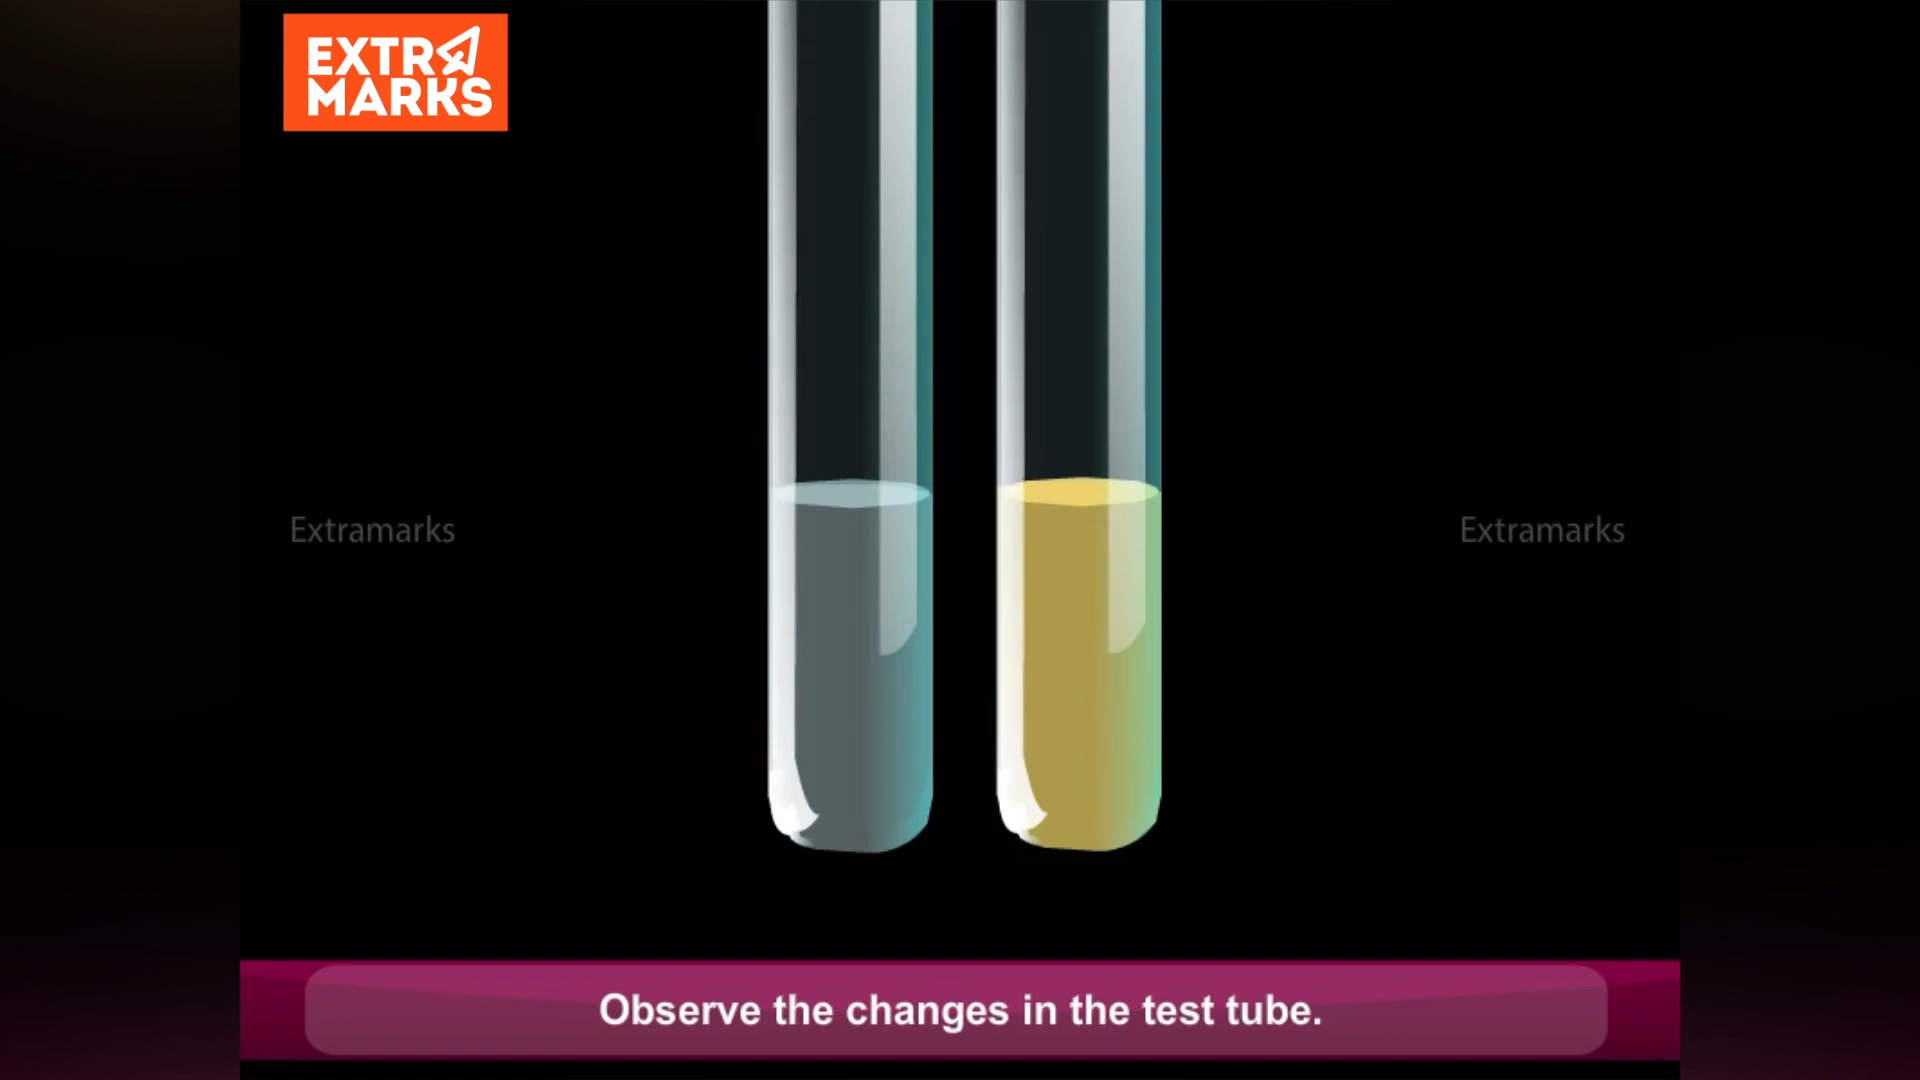 EXTRA
MARKS
Extramarks
Extramarks
Observe the changes in the test tube.